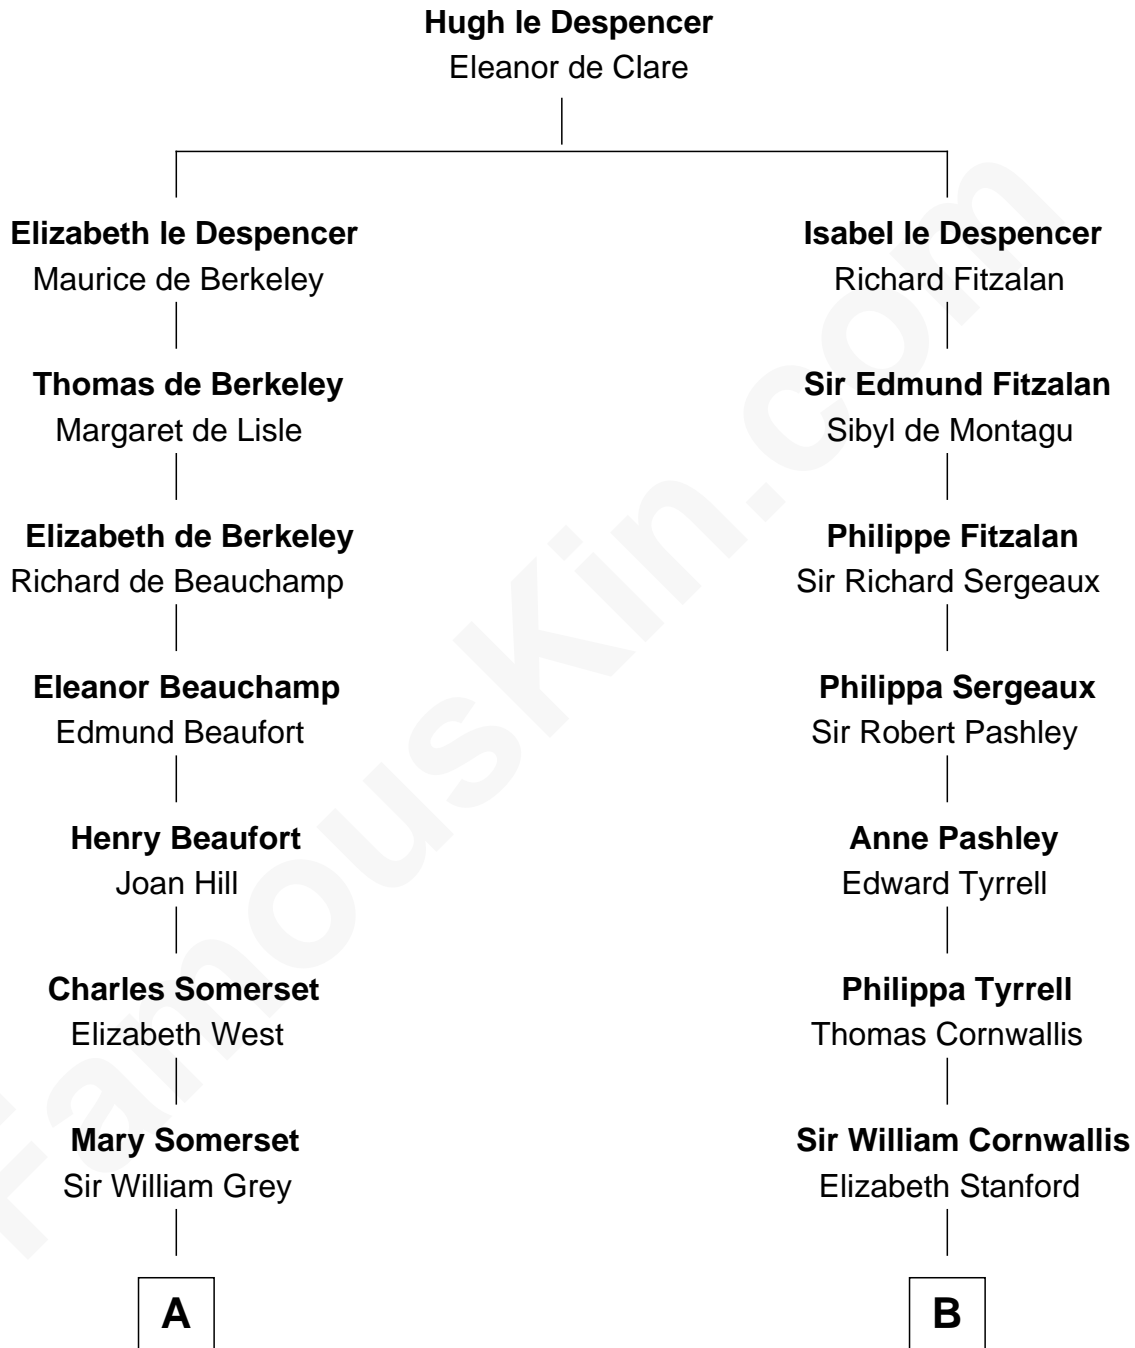 Hugh le Despencer
Eleanor de Clare
Elizabeth le Despencer
Maurice de Berkeley
Isabel le Despencer
Richard Fitzalan
Thomas de Berkeley
Margaret de Lisle
Sir Edmund Fitzalan
Sibyl de Montagu
Elizabeth de Berkeley
Richard de Beauchamp
Philippe Fitzalan
Sir Richard Sergeaux
Eleanor Beauchamp
Edmund Beaufort
Philippa Sergeaux
Sir Robert Pashley
Henry Beaufort
Joan Hill
Anne Pashley
Edward Tyrrell
Charles Somerset
Elizabeth West
Philippa Tyrrell
Thomas Cornwallis
Mary Somerset
Sir William Grey
Sir William Cornwallis
Elizabeth Stanford
A
B
FamousKin.com